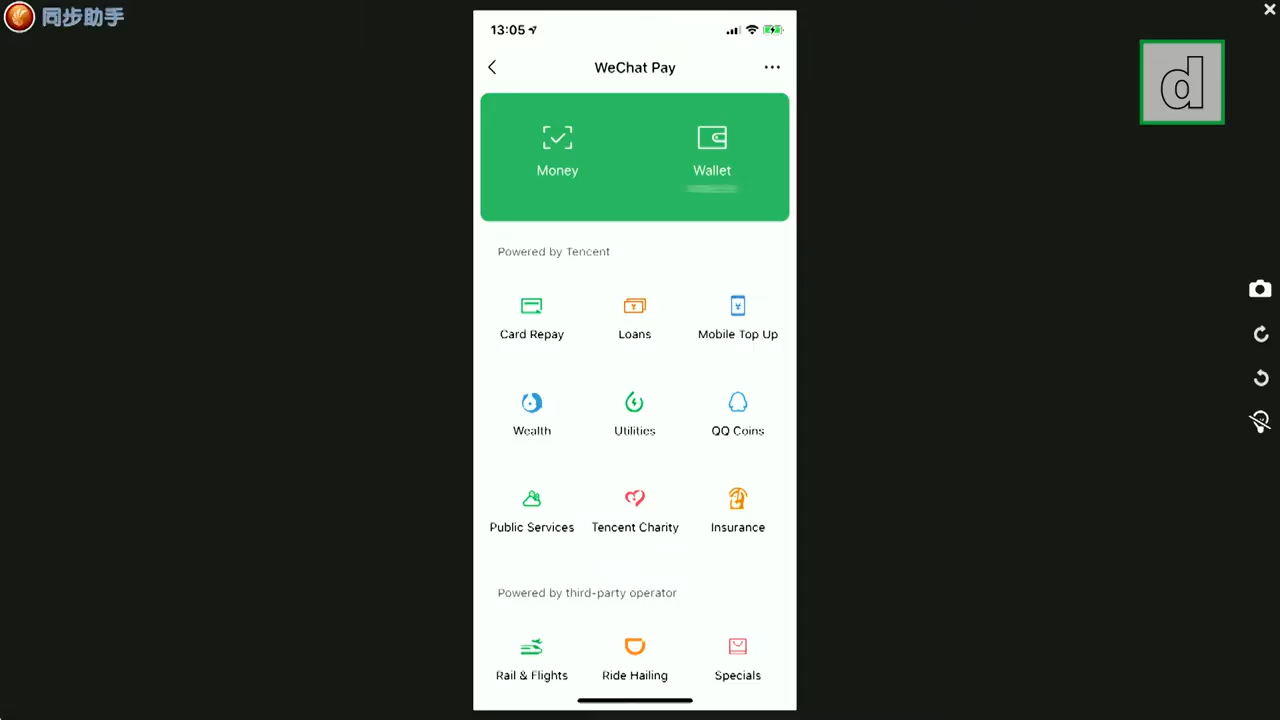 同步助手
13:05
WeChat Pay
Money
Wallet
d
Powered by Tencent
Card Repay
Loans
Mobile Top Up
Wealth
Utilities
QQ Coins
Public Services
Tencent Charity
Insurance
Powered by third-party operator
Rail & Flights
Ride Hailing
Specials